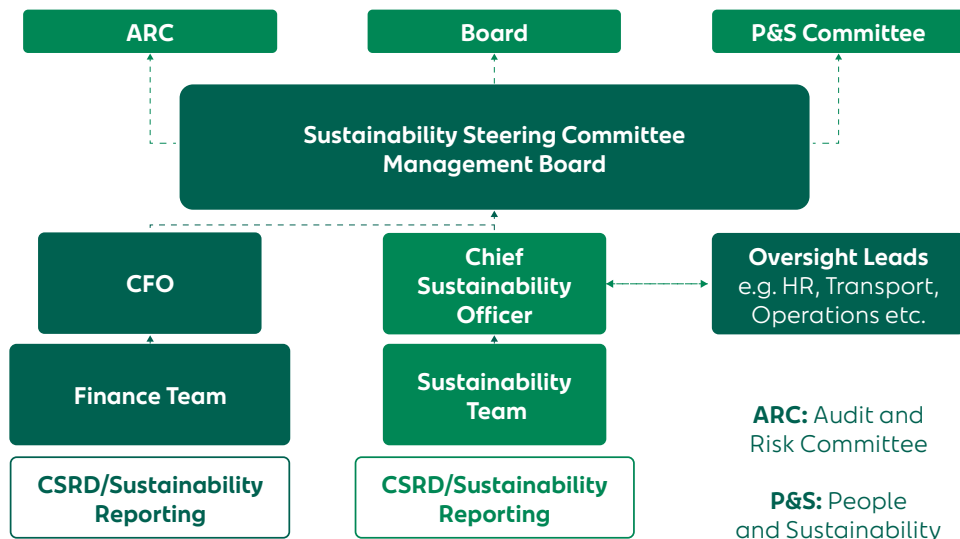 ARC
Board
P&S Committee
Sustainability Steering Committee
Management Board
CFO
Chief
Sustainability
Officer
Oversight Leads
e.g. HR, Transport,
Operations etc.
Finance Team
Sustainability
Team
CSRD/Sustainability
Reporting
CSRD/Sustainability
Reporting
ARC: Audit and
Risk Committee
P&S: People
and Sustainability